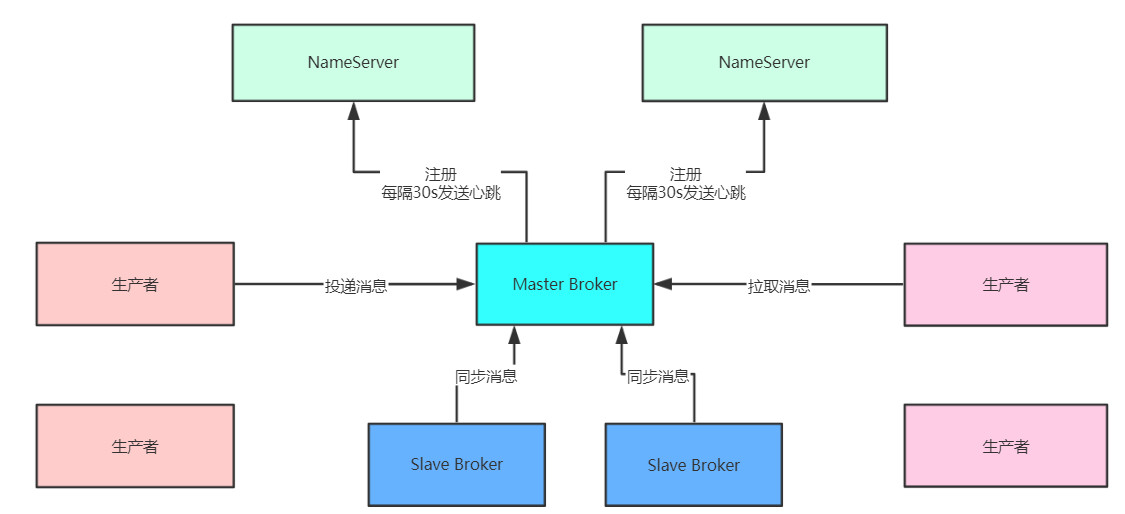 NameServer
NameServer
注册
每隔30s发送心跳
注册
每隔30s发送心跳
生产者
投递消息
Master Broker
拉取消息
生产者
同步消息
同步消息
生产者
Slave Broker
Slave Broker
生产者